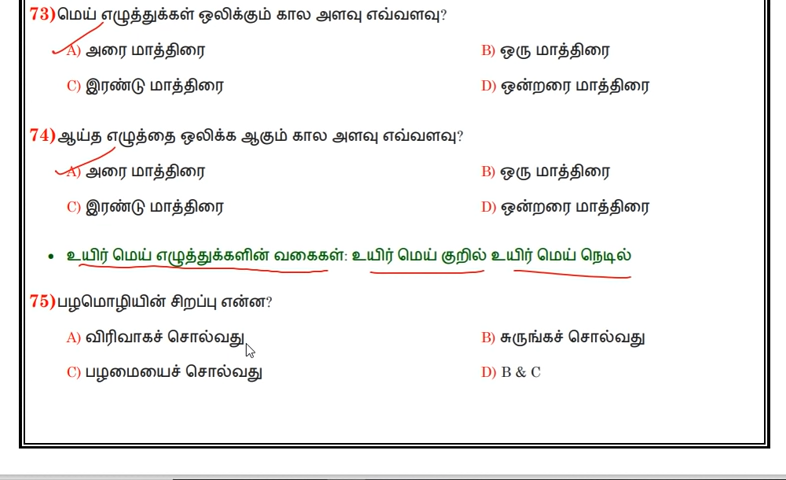 73)மெய் எழுத்துக்கள் ஒலிக்கும் கால அளவு எவ்வளவு?
A) அரை மாத்திரை B) ஒரு மாத்திரை
C) இரண்டு மாத்திரை D) ஒன்றரை மாத்திரை
74)ஆய்த எழுத்தை ஒலிக்க ஆகும் கால அளவு எவ்வளவு?
A) அரை மாத்திரை B) ஒரு மாத்திரை
C) இரண்டு மாத்திரை D) ஒன்றரை மாத்திரை
• உயிர் மெய் எழுத்துக்களின் வகைகள்: உயிர் மெய் குறில் உயிர் மெய் நெடில்
75)பழமொழியின் சிறப்பு என்ன?
A) விரிவாகச் சொல்வது B) சுருங்கச் சொல்வது
C) பழமையைச் சொல்வது D) B & C